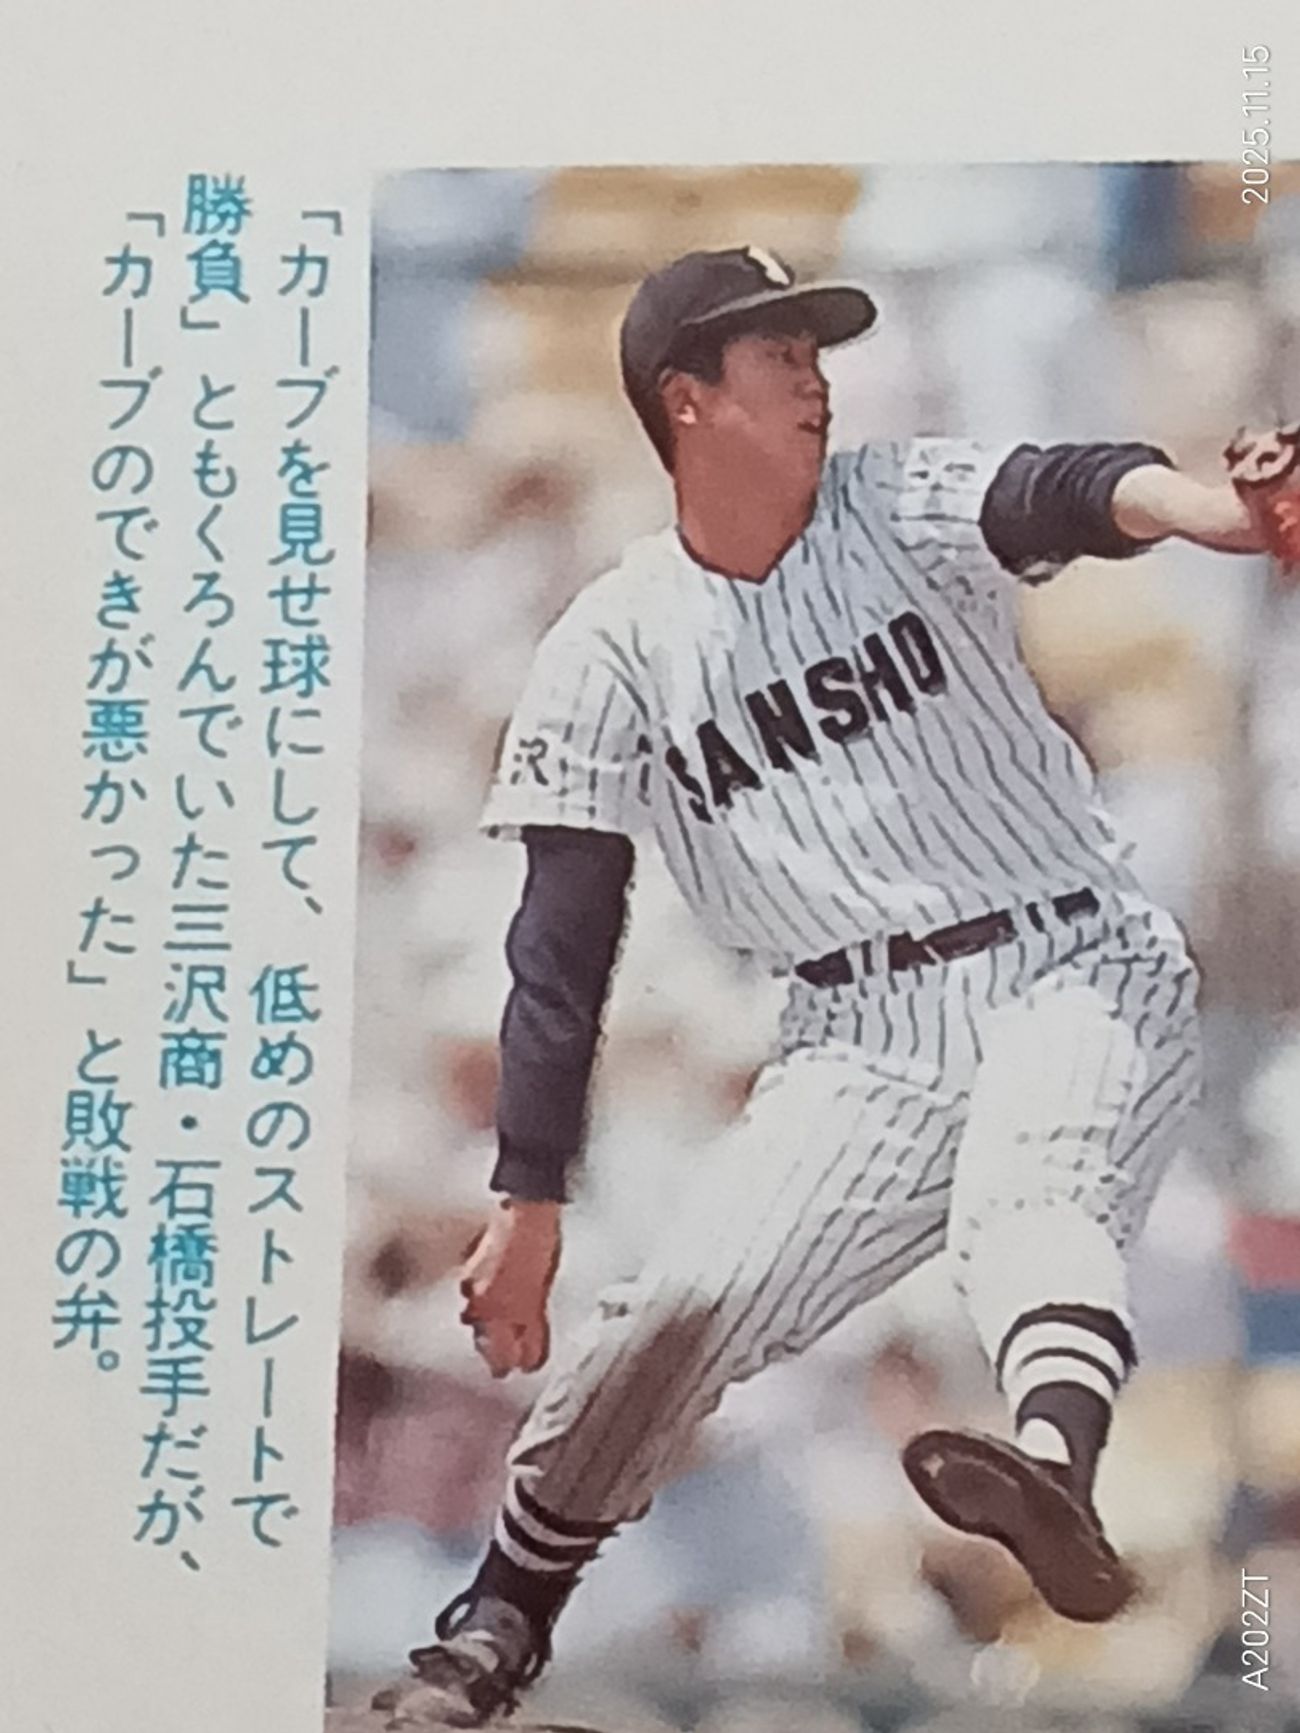 「カーブを見せ球にして、低めのストレートで
勝負」ともくろんでいた三沢商・石橋投手だが、
「カーブのできが悪かった」と敗戦の弁。
SANSHO
沢
2025.11.15
A202ZT